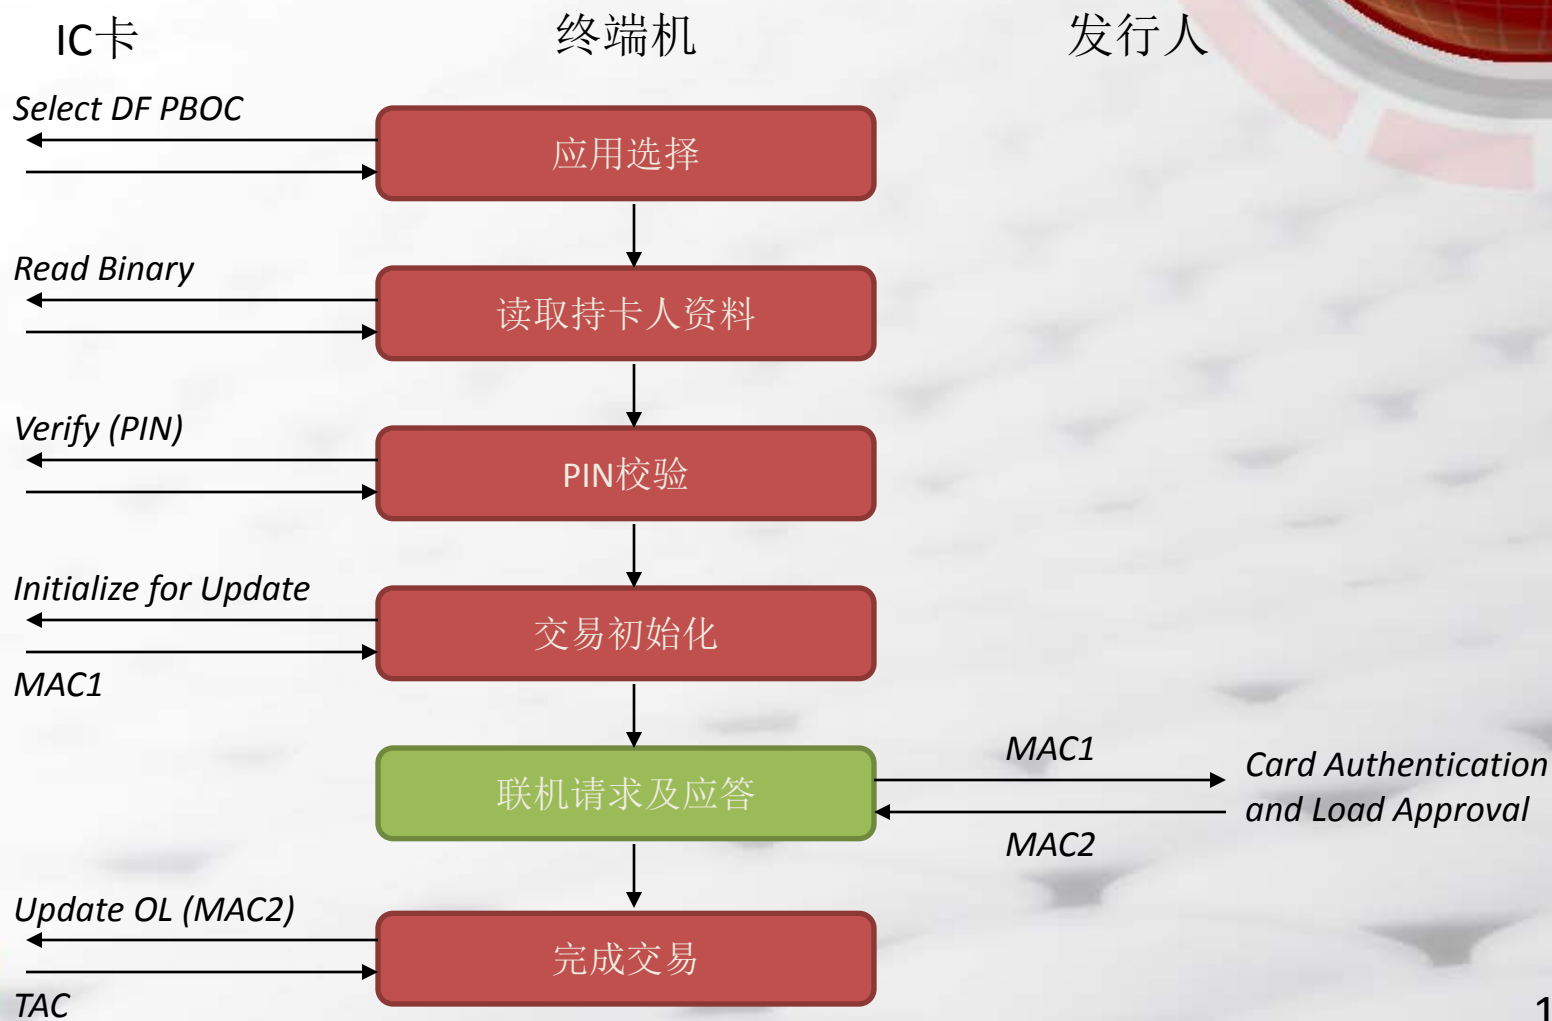 IC卡
终端机
发行人
Select DF PBOC
应用选择
Read Binary
读取持卡人资料
Verify (PIN)
PIN校验
Initialize for Update
交易初始化
MAC1
MAC1
联机请求及应答
Card Authentication
and Load Approval
MAC2
Update OL (MAC2)
完成交易
TAC
1